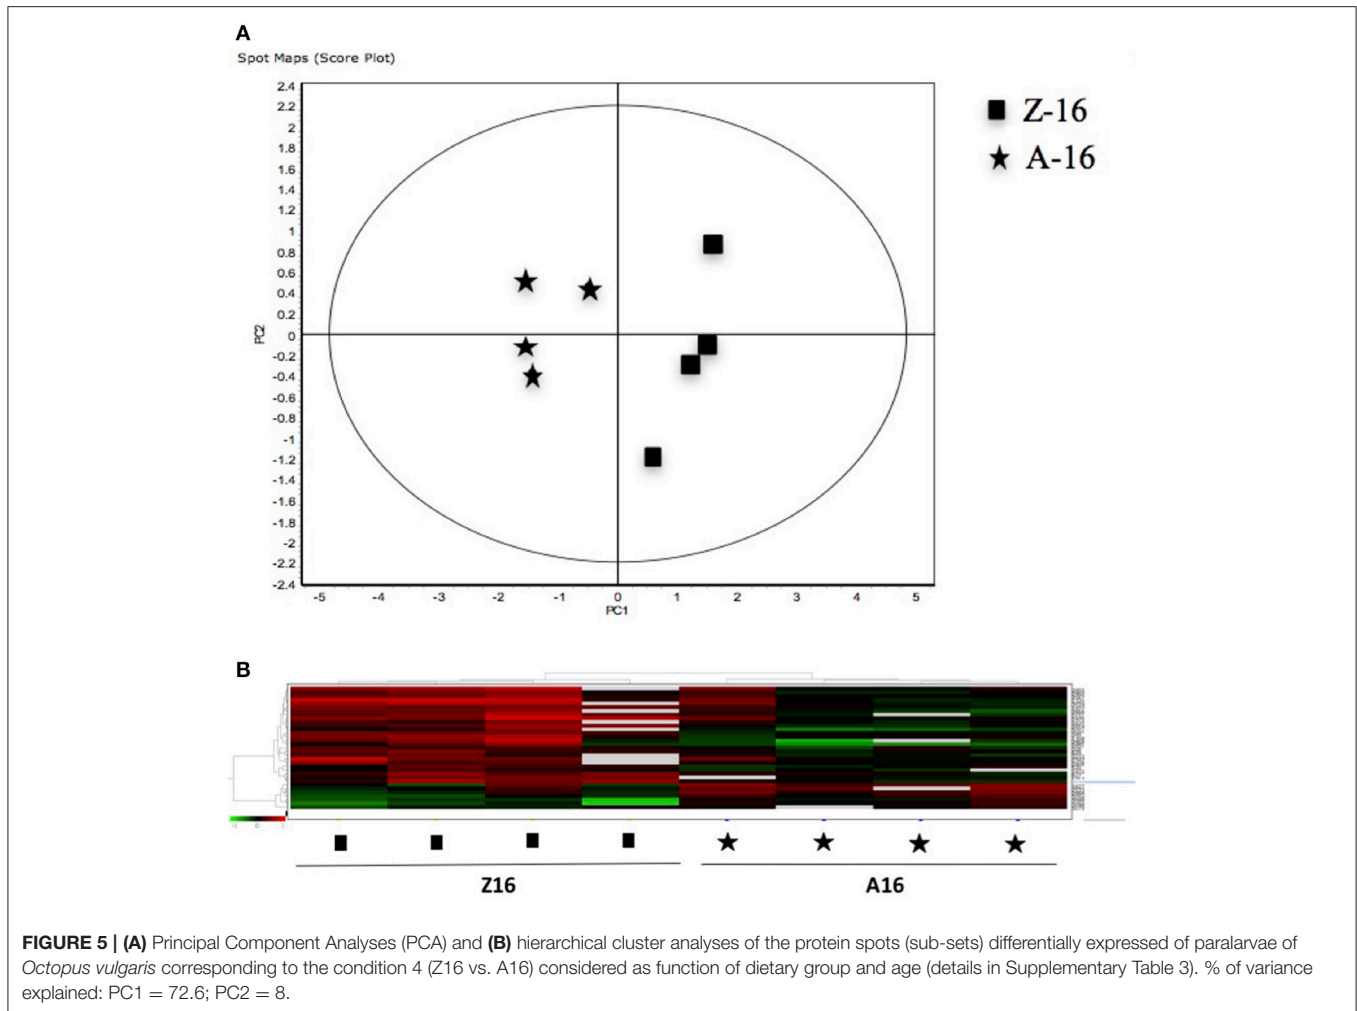 A
Spot Maps (Score Plot)
2.4
2.2
2
1.8
1.6
1.4
1.2
1
0.8
0.6
0.4
0.2
0
-0.2
-0.4
-0.6
-0.8
-1
-1.2
-1.4
-1.6
-1.8
-2
-2.2
-2.4
PC2
-5 -4 -3 -2 -1 0 1 2 3 4 5
PC1
Z-16
A-16
B
Z16
A16
FIGURE 5 | (A) Principal Component Analyses (PCA) and (B) hierarchical cluster analyses of the protein spots (sub-sets) differentially expressed of paralarvae of
Octopus vulgaris corresponding to the condition 4 (Z16 vs. A16) considered as function of dietary group and age (details in Supplementary Table 3). % of variance
explained: PC1 = 72.6; PC2 = 8.